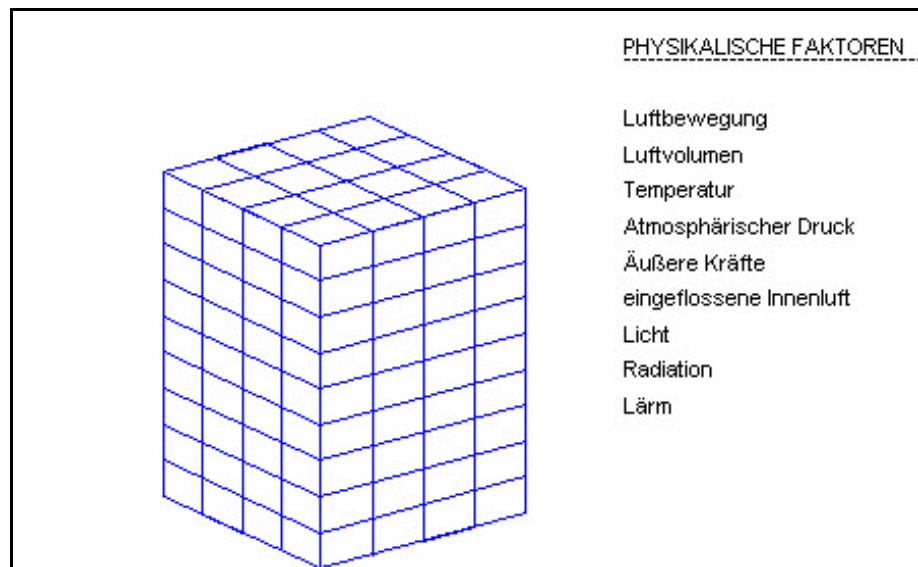 PHYSIKALISCHE FAKTOREN
Luftbewegung
Luftvolumen
Temperatur
Atmosphärischer Druck
Äußere Kräfte
eingeflossene Innenluft
Licht
Radiation
Lärm